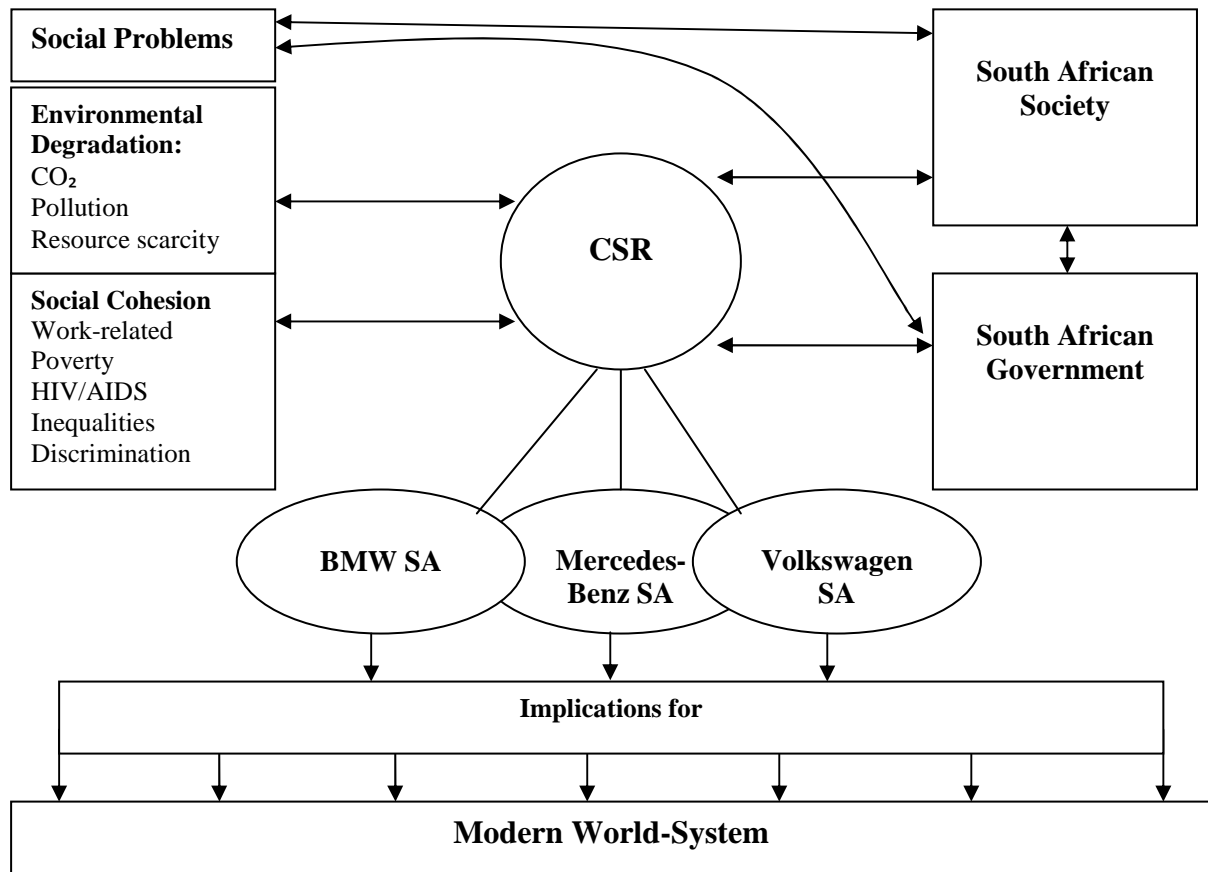 Social Problems
Environmental
Degradation:
CO₂
Pollution
Resource scarcity
Social Cohesion
Work-related
Poverty
HIV/AIDS
Inequalities
Discrimination
CSR
South African
Society
South African
Government
BMW SA
Mercedes-
Benz SA
Volkswagen
SA
Implications for
Modern World-System